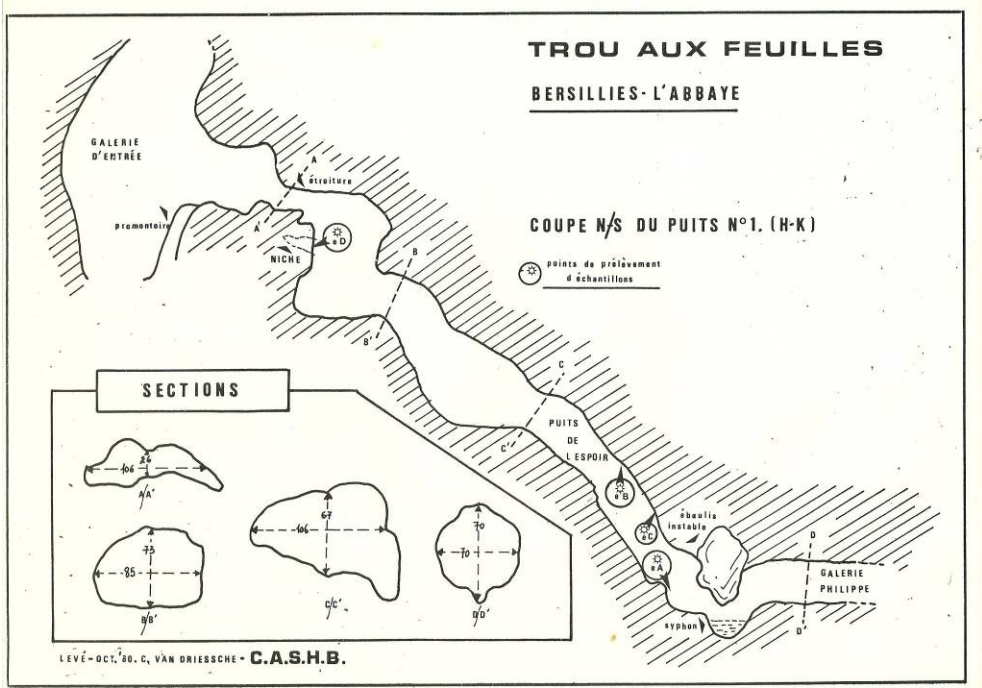 TROU AUX FEUILLES
BERSILLIES-L'ABBAYE
GALERIE
D'ENTRÉE
A
étroiture
promontoire
A'
eD
NICHE
COUPE N/S DU PUITS N°1. (H-K)
points de prélèvement
d'échantillons
B
B'
C
C'
PUITS
DE
L'ESPOIR
eB
eC
eA
éboulis
instable
syphon
D
GALERIE
PHILIPPE
D'
SECTIONS
106
26
A/A'
73
85
B/B'
67
106
C/C'
70
70
D/D'
LEVÉ-OCT.'80. C. VAN DRIESSCHE - C.A.S.H.B.